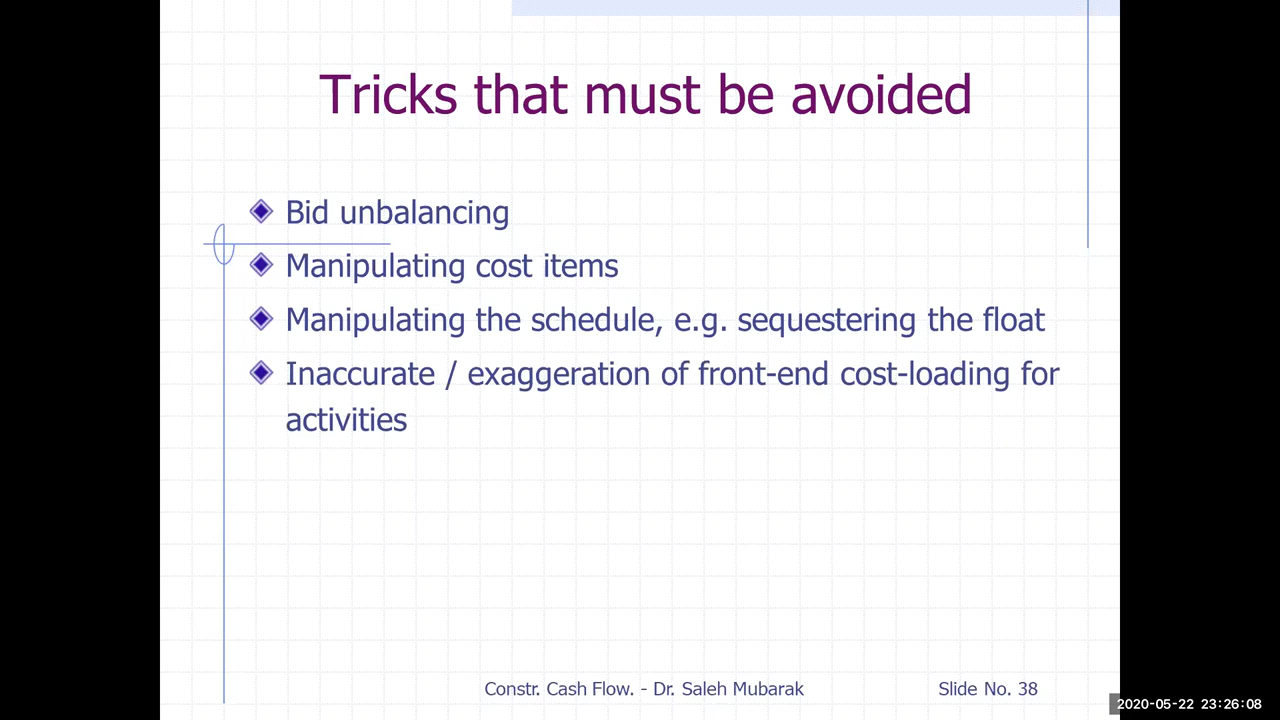 Tricks that must be avoided
Bid unbalancing
Manipulating cost items
Manipulating the schedule, e.g. sequestering the float
Inaccurate / exaggeration of front-end cost-loading for
activities
Constr. Cash Flow. - Dr. Saleh Mubarak
Slide No. 38
2020-05-22 23:26:08